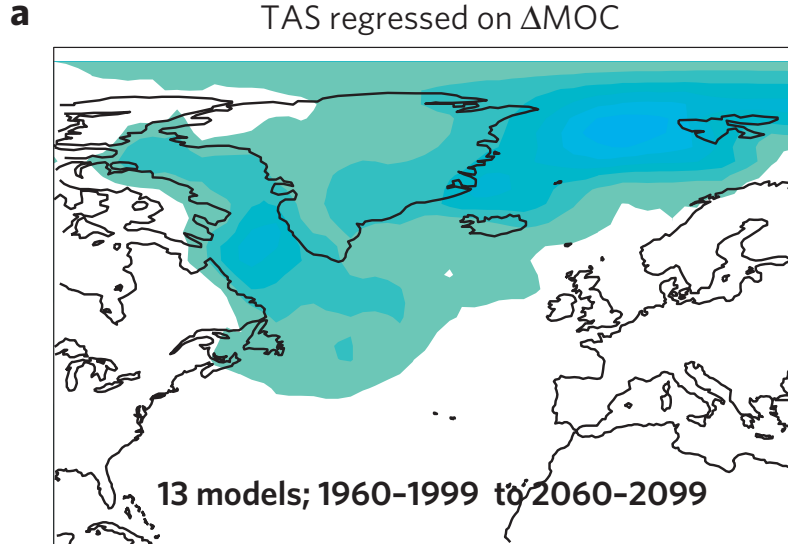 a
TAS regressed on ΔMOC
13 models; 1960–1999 to 2060–2099